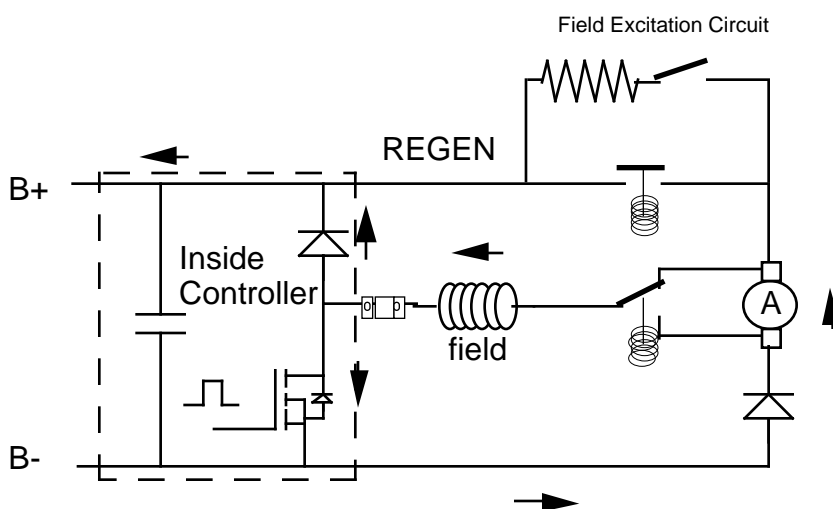 Field Excitation Circuit
REGEN
B+
Inside
Controller
A
field
B-